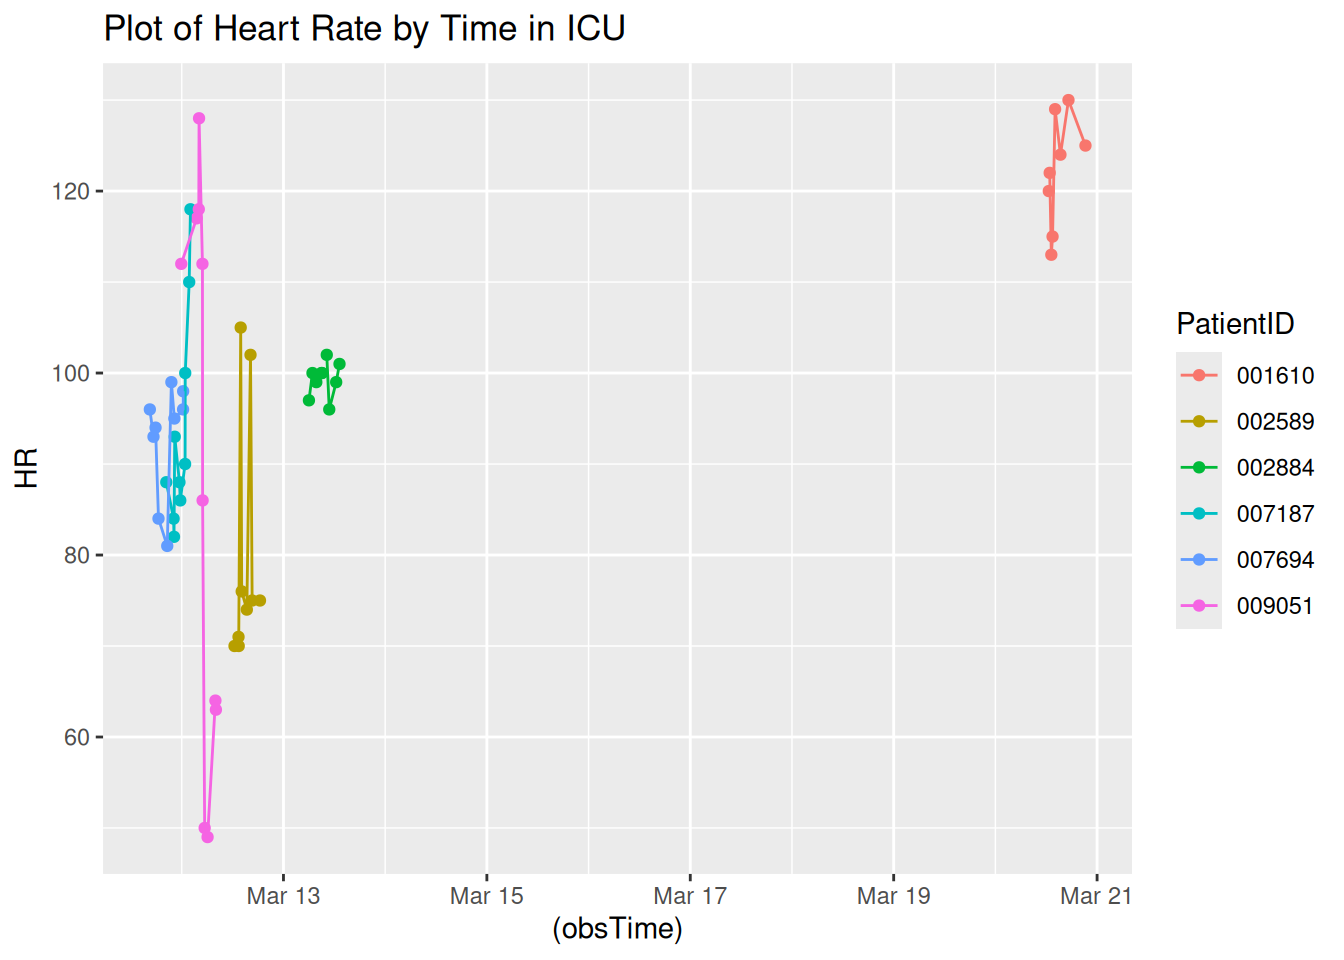 Plot of Heart Rate by Time in ICU
HR
120
100
80
60
Mar 13
Mar 15
Mar 17
Mar 19
Mar 21
(obsTime)
PatientID
001610
002589
002884
007187
007694
009051